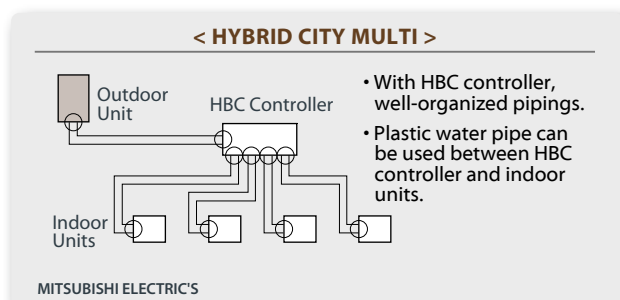 < HYBRID CITY MULTI >
Outdoor
Unit
HBC Controller
Indoor
Units
• With HBC controller,
well-organized pipings.
• Plastic water pipe can
be used between HBC
controller and indoor
units.
MITSUBISHI ELECTRIC'S